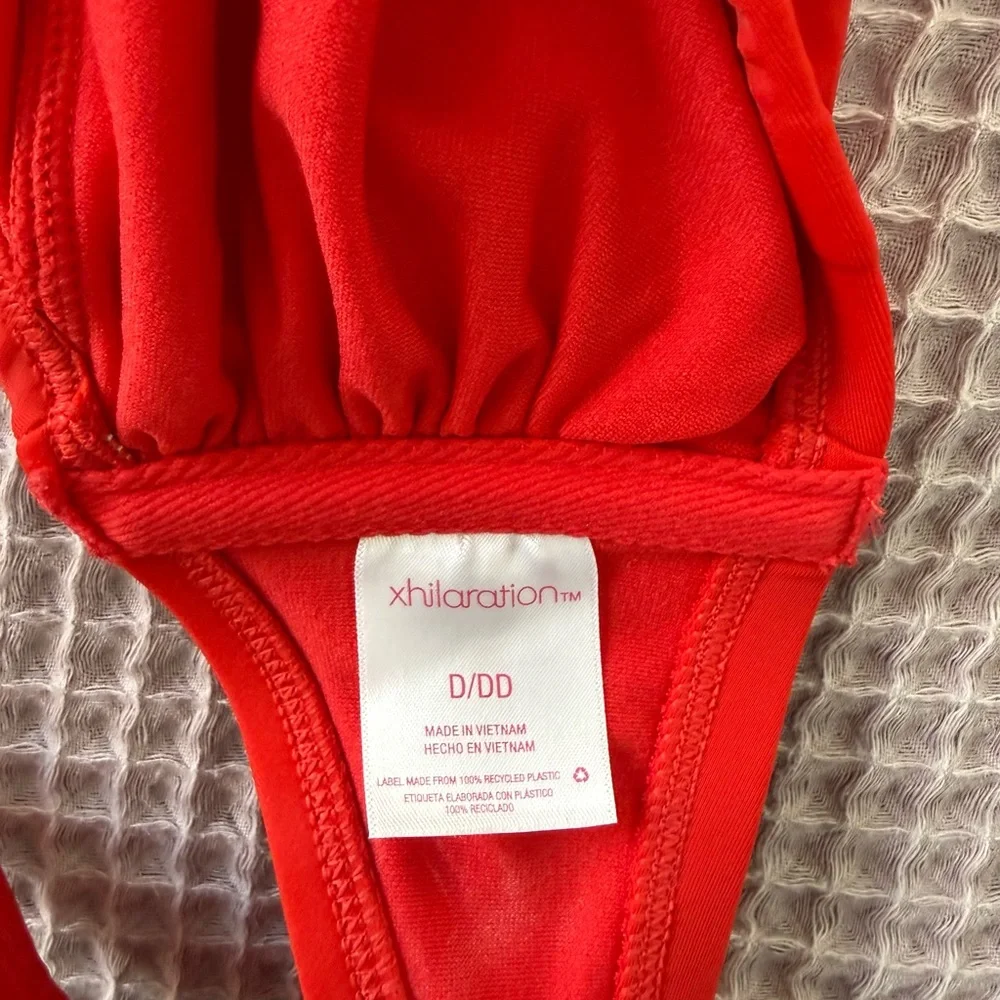 xhilaration™
D/DD
MADE IN VIETNAM
HECHO EN VIETNAM
LABEL MADE FROM 100% RECYCLED PLASTIC
ETIQUETA ELABORADA CON PLÁSTICO
100% RECICLADO